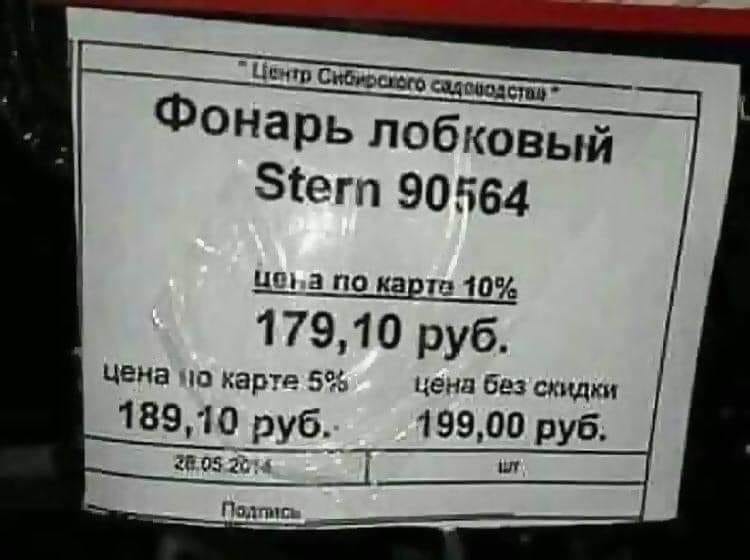 "Центр Сибирского садоводства"
Фонарь лобковый
Stern 90564
цена по карте 10%
179,10 руб.
цена по карте 5% цена без скидки
189,10 руб. 199,00 руб.
28.05.2014 шт.
Подпись